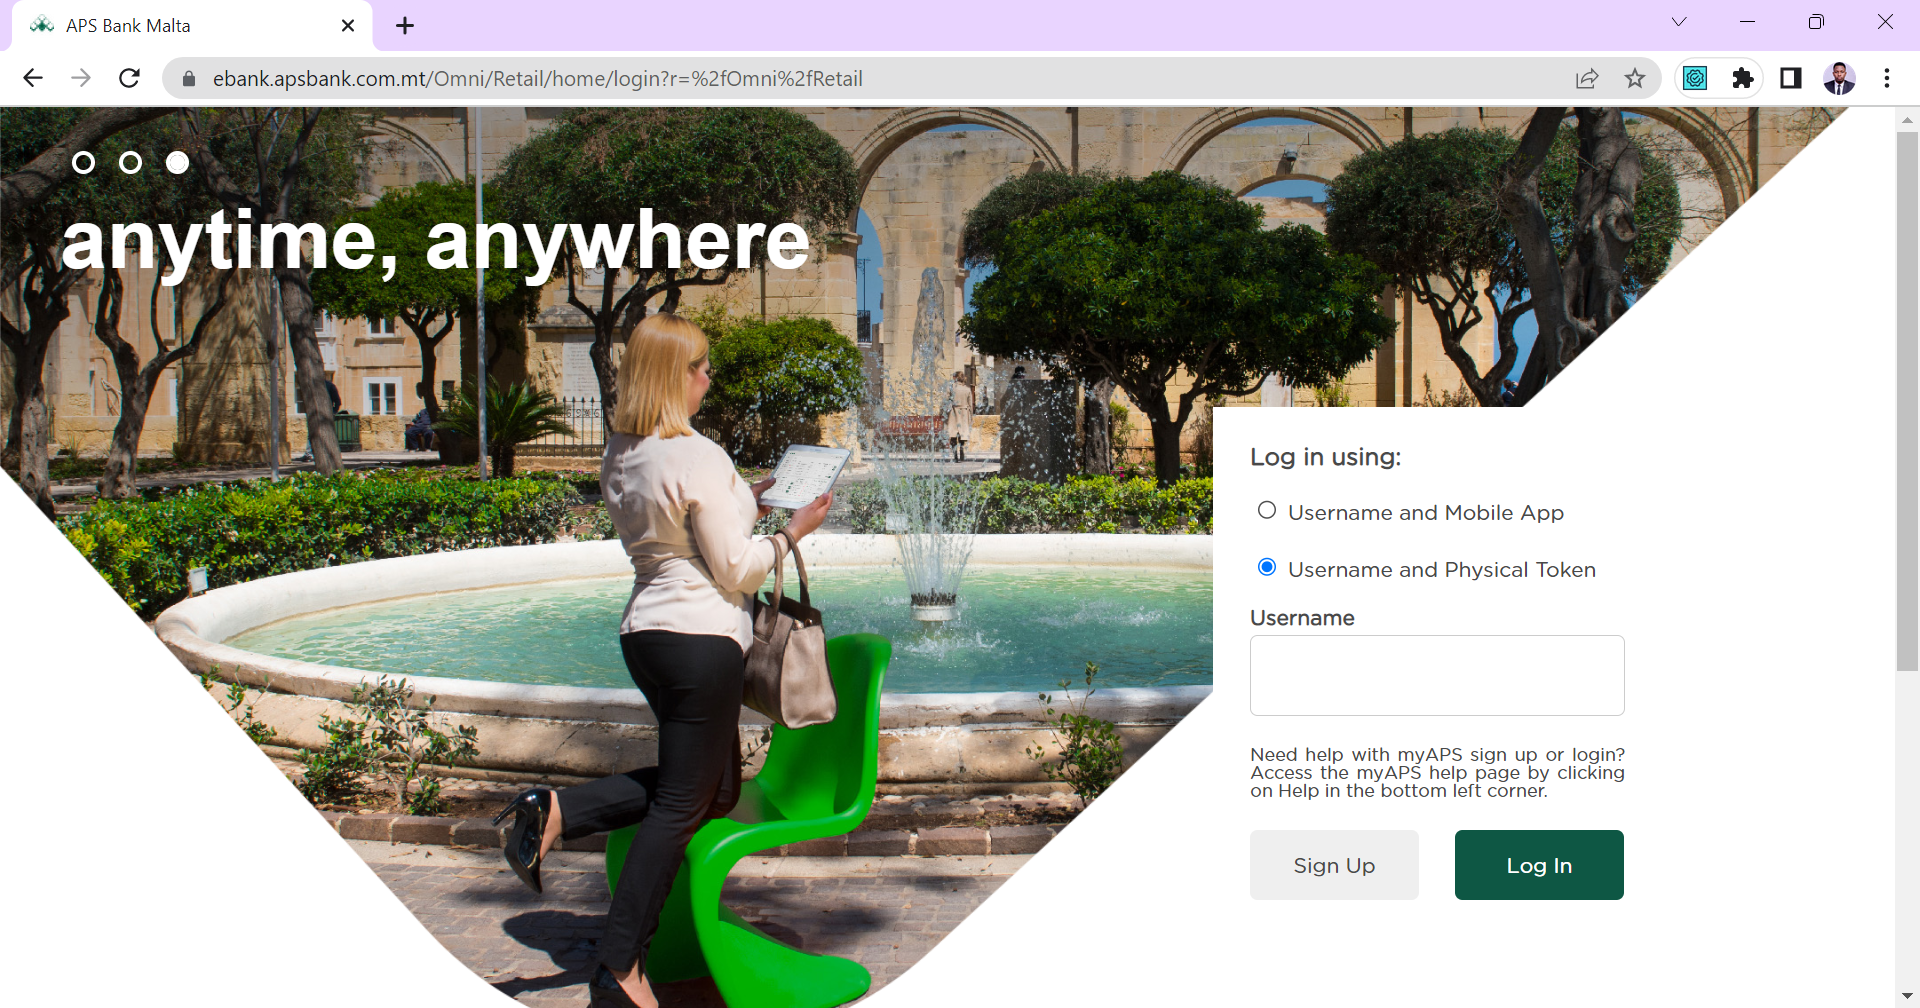 APS Bank Malta
ebank.apsbank.com.mt/Omni/Retail/home/login?r=%2fOmni%2fRetail
anytime, anywhere
Log in using:
Username and Mobile App
Username and Physical Token
Username
Need help with myAPS sign up or login?
Access the myAPS help page by clicking
on Help in the bottom left corner.
Sign Up
Log In